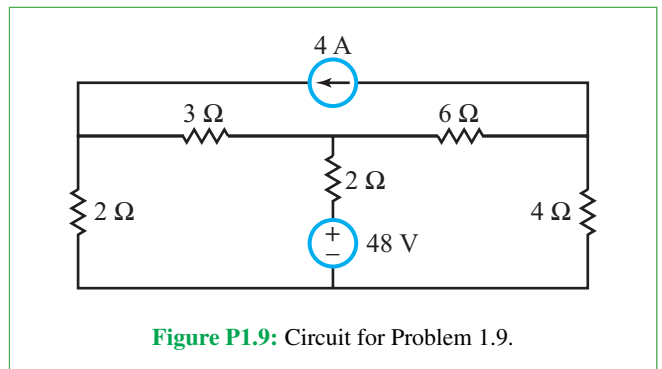 4 A
3 Ω
6 Ω
2 Ω
2 Ω
4 Ω
+
48 V
−
Figure P1.9: Circuit for Problem 1.9.